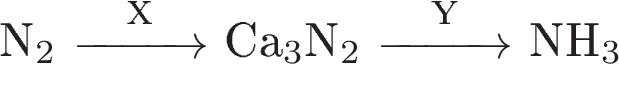 N₂ —X→ Ca₃N₂ —Y→ NH₃